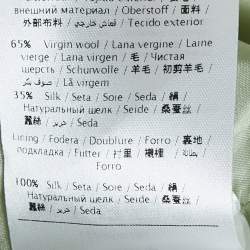 внешний материал / Oberstoff / 面料 /
外部布料 / قماش خارجي / Tecido exterior
65% Virgin wool / Lana vergine / Laine
vierge / Lana virgen / 毛 / Чистая
шерсть / Schurwolle / 羊毛 / 初剪羊毛
/ صوف بكر / Lã virgem
35% Silk / Seta / Soie / Seda / 絹 /
Натуральный шелк / Seide / 桑蚕丝 /
蠶絲 / حرير / Seda
Lining / Fodera / Doublure / Forro / 裏地 /
подкладка / Futter / 衬里 / 襯裡 /
/ Forro
100% Silk / Seta / Soie / Seda / 絹 /
Натуральный шелк / Seide / 桑蚕丝 /
蠶絲 / حرير / Seda